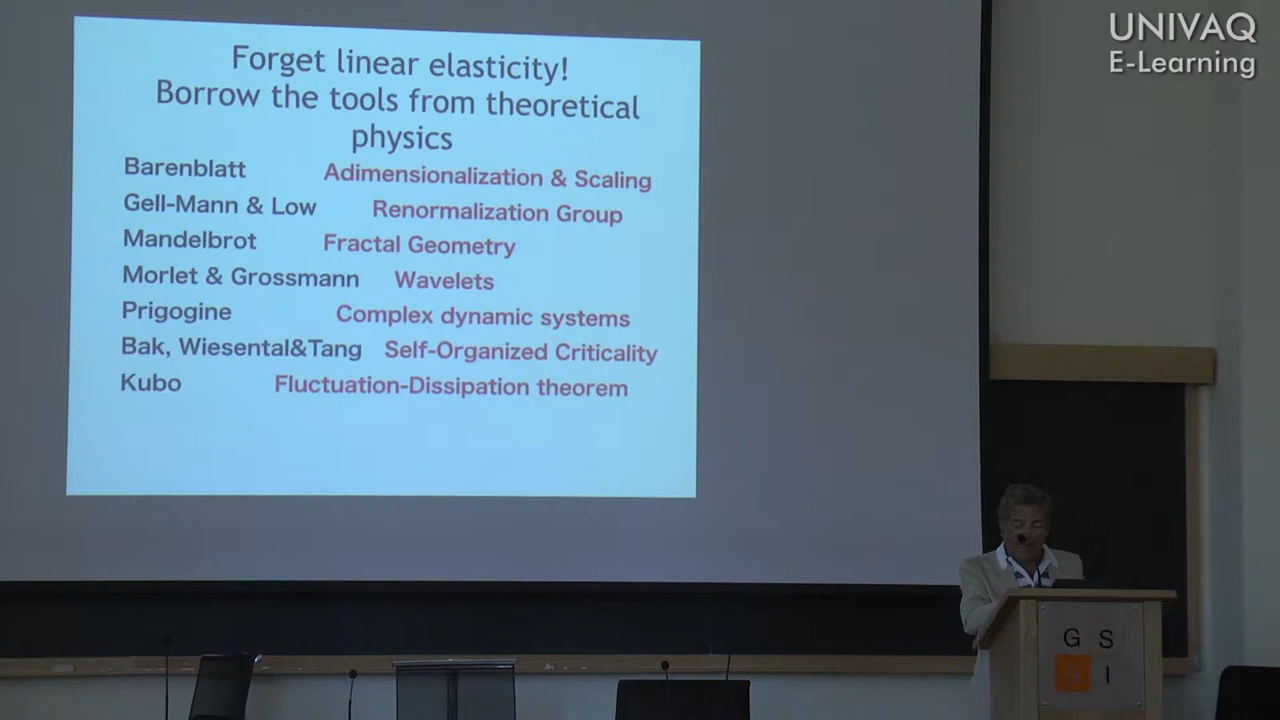 Forget linear elasticity!
Borrow the tools from theoretical
physics
Barenblatt Adimensionalization & Scaling
Gell-Mann & Low Renormalization Group
Mandelbrot Fractal Geometry
Morlet & Grossmann Wavelets
Prigogine Complex dynamic systems
Bak, Wiesental&Tang Self-Organized Criticality
Kubo Fluctuation-Dissipation theorem
UNIVAQ
E-Learning
G S
S I